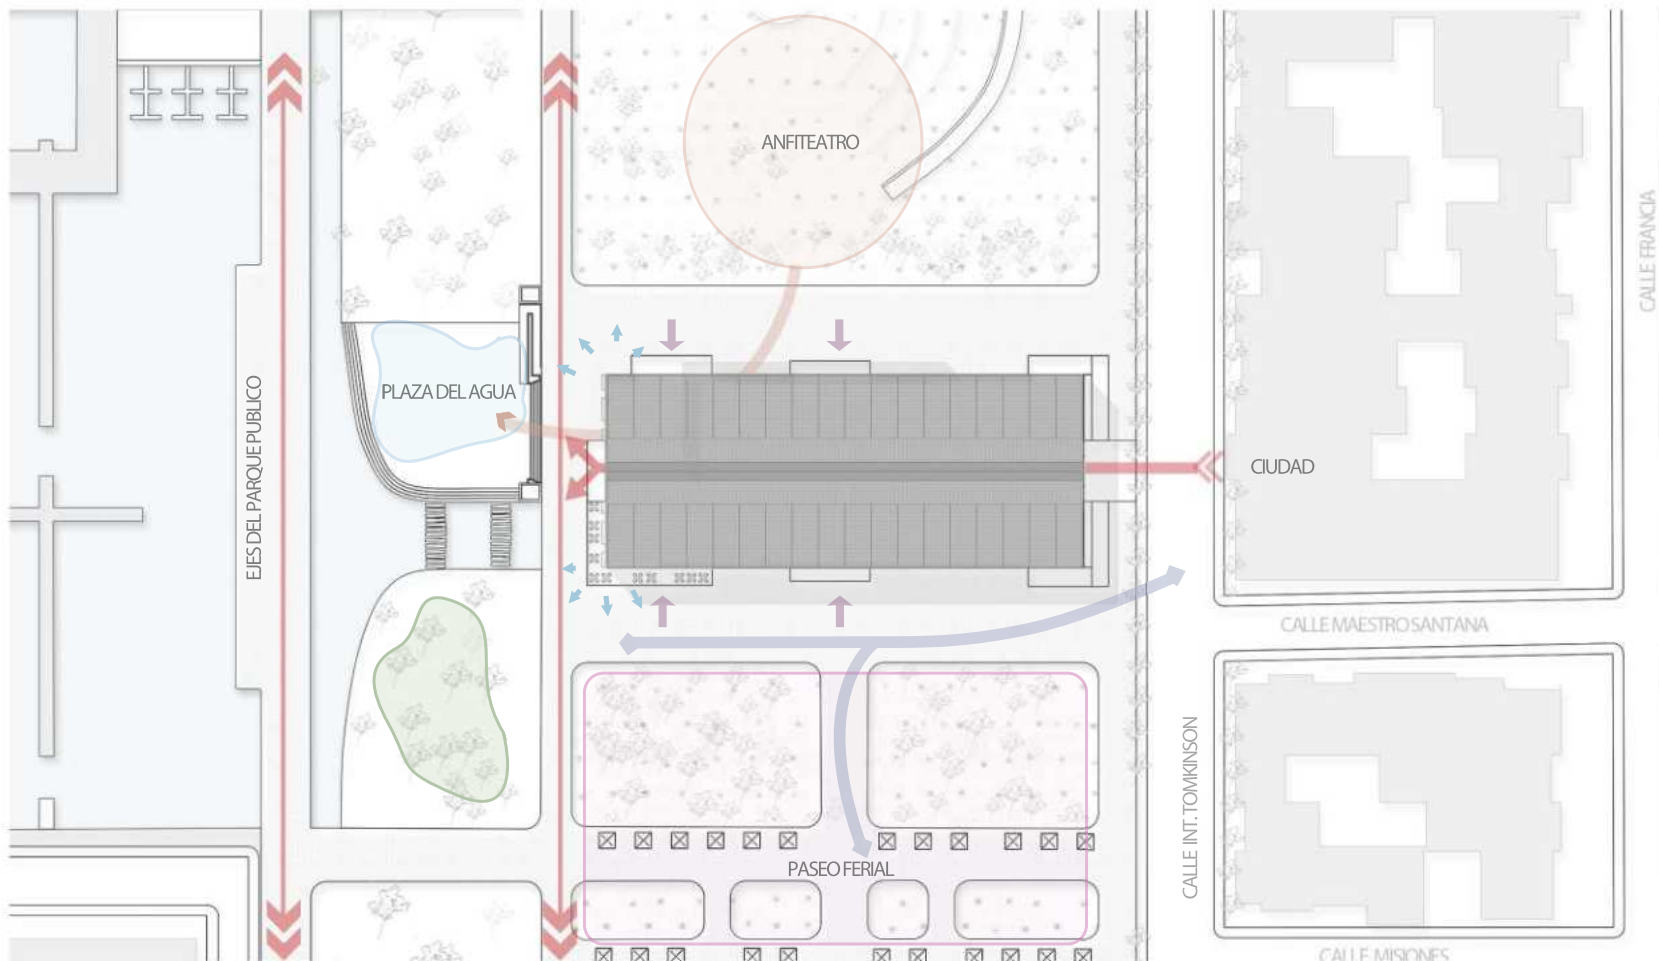 ANFITEATRO
CALLE FRANCIA
PLAZA DEL AGUA
EJES DEL PARQUE PUBLICO
CIUDAD
CALLE MAESTRO SANTANA
CALLE INT. TOMKINSON
PASEO FERIAL
CALLE MISIONES